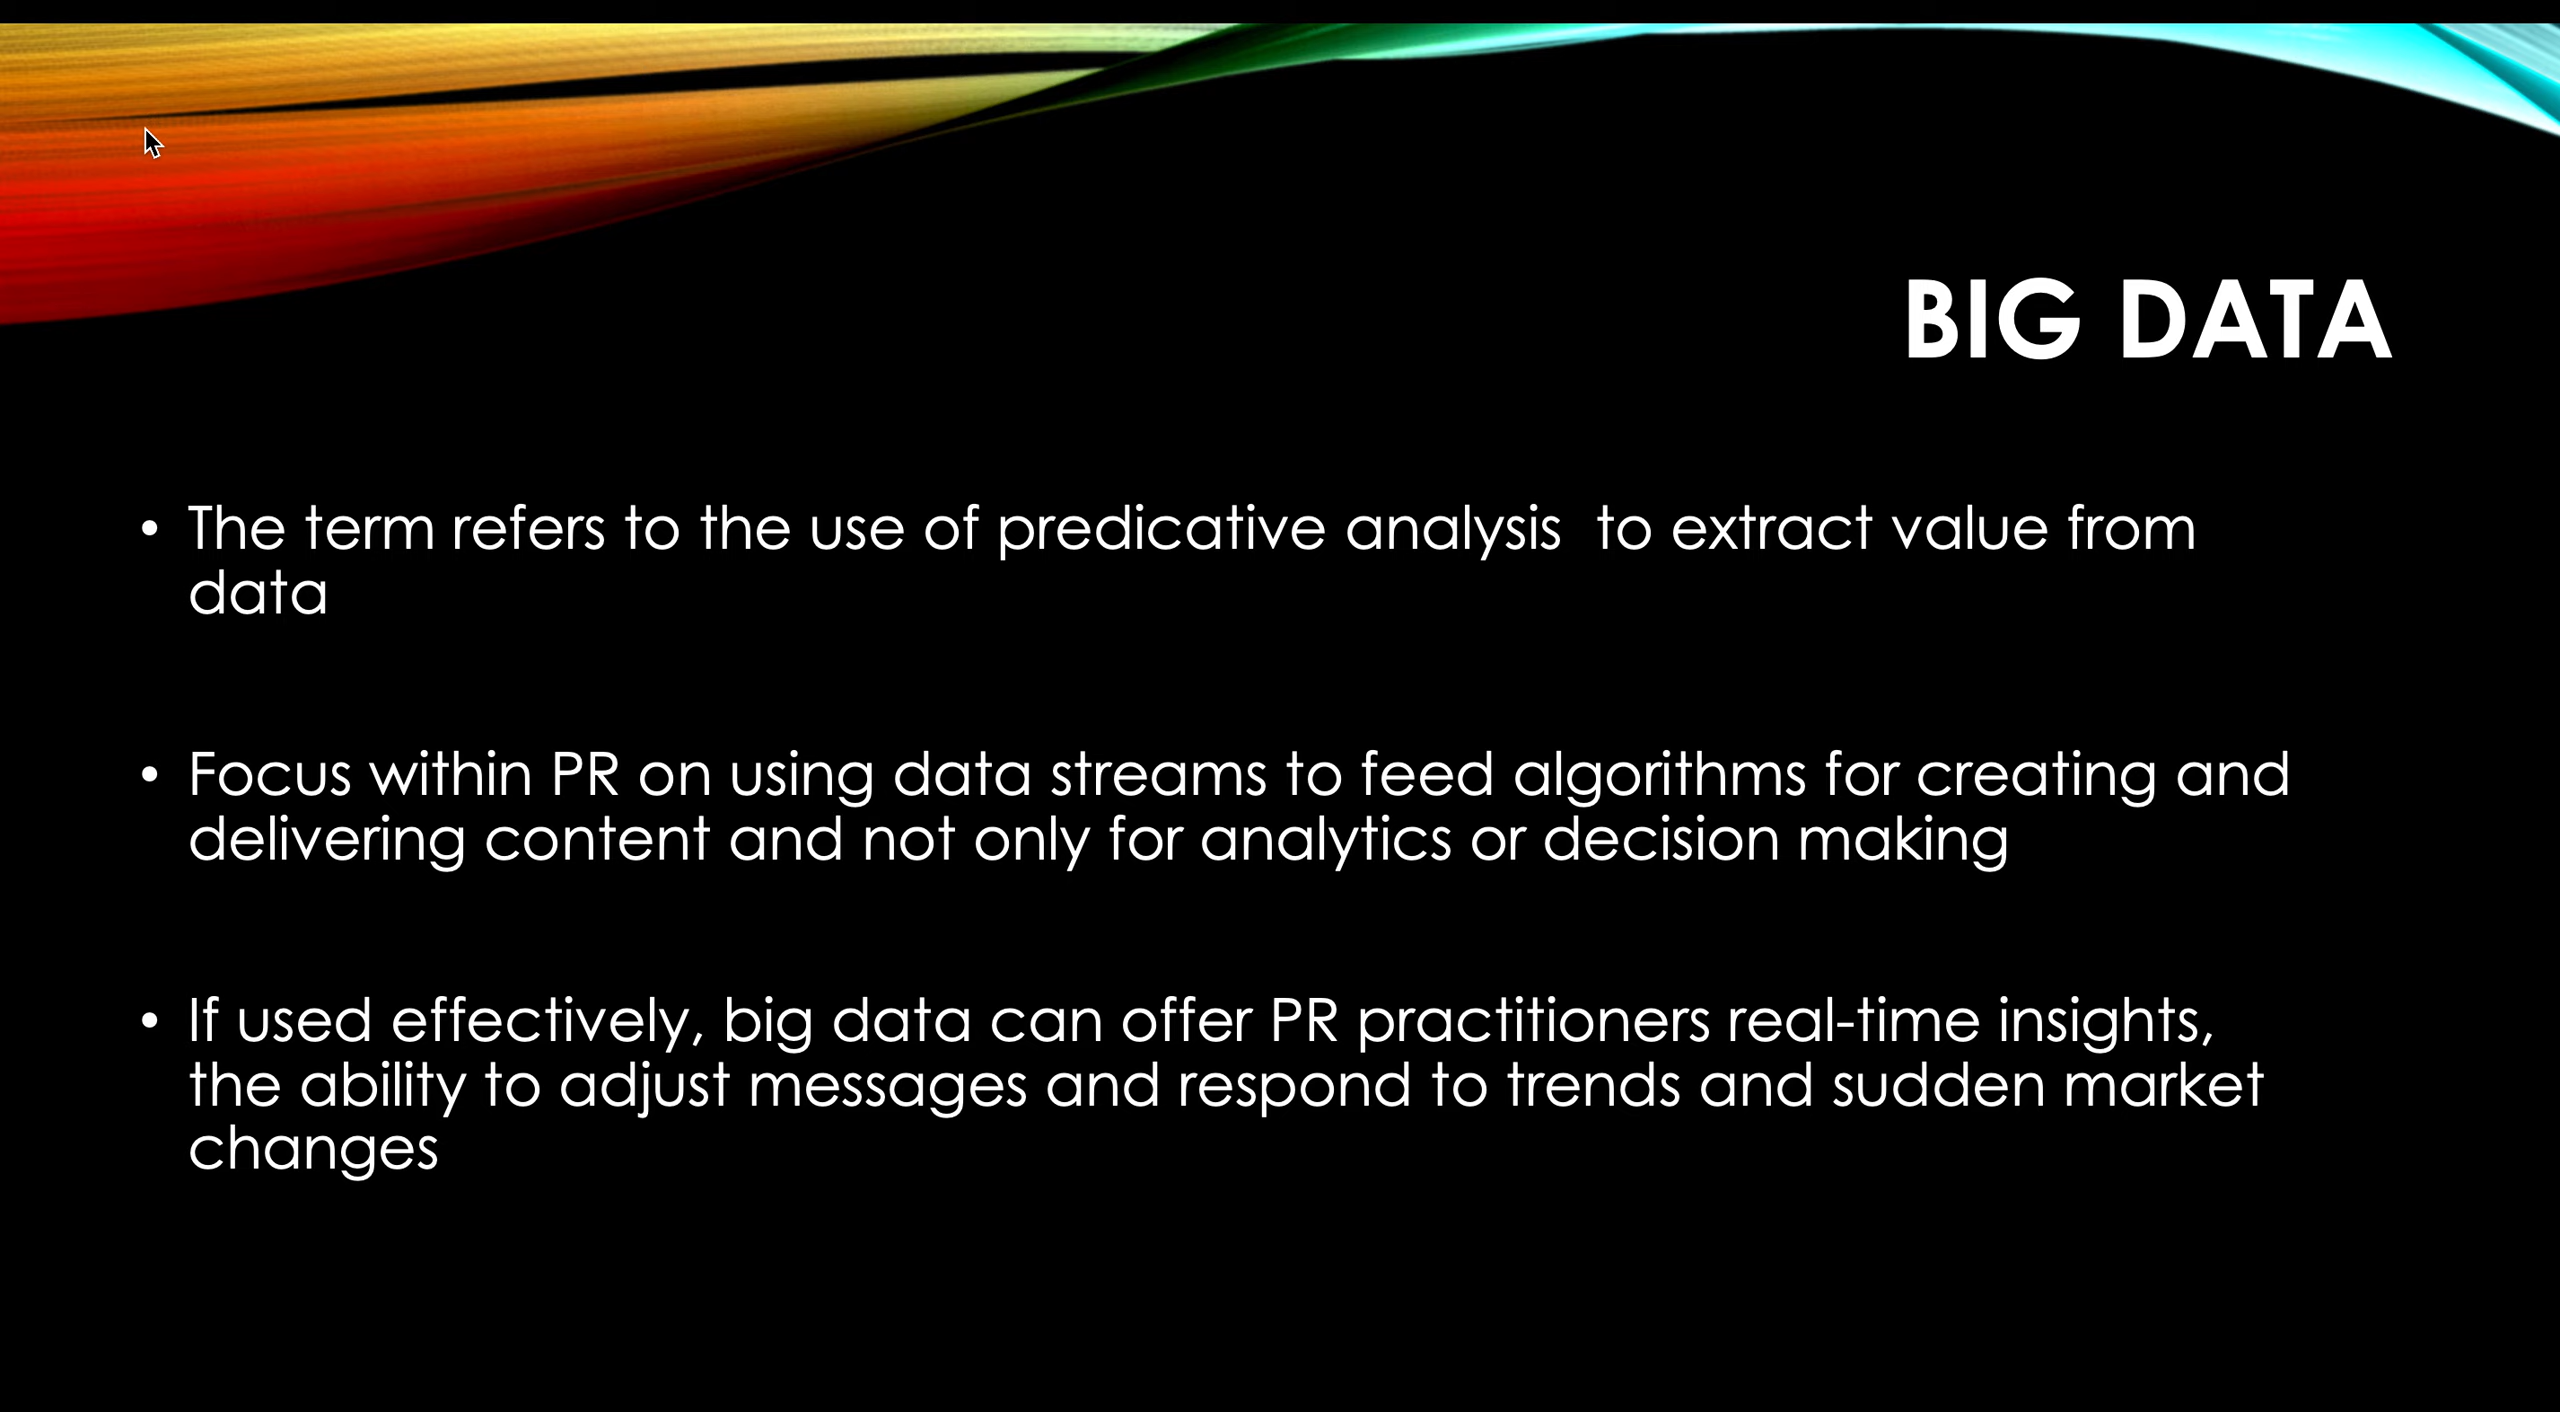 BIG DATA
• The term refers to the use of predicative analysis  to extract value from
data
• Focus within PR on using data streams to feed algorithms for creating and
delivering content and not only for analytics or decision making
• If used effectively, big data can offer PR practitioners real-time insights,
the ability to adjust messages and respond to trends and sudden market
changes